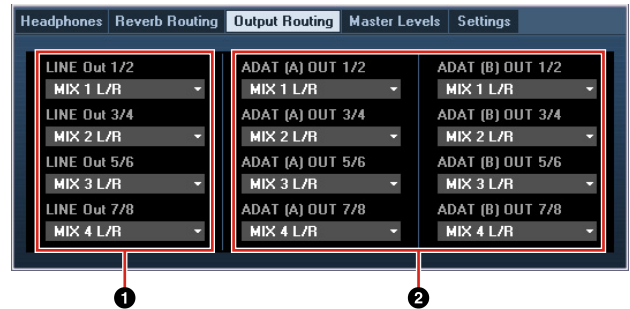 Headphones Reverb Routing Output Routing Master Levels Settings
LINE Out 1/2 ADAT (A) OUT 1/2 ADAT (B) OUT 1/2
MIX 1 L/R MIX 1 L/R MIX 1 L/R
LINE Out 3/4 ADAT (A) OUT 3/4 ADAT (B) OUT 3/4
MIX 2 L/R MIX 2 L/R MIX 2 L/R
LINE Out 5/6 ADAT (A) OUT 5/6 ADAT (B) OUT 5/6
MIX 3 L/R MIX 3 L/R MIX 3 L/R
LINE Out 7/8 ADAT (A) OUT 7/8 ADAT (B) OUT 7/8
MIX 4 L/R MIX 4 L/R MIX 4 L/R
1 2